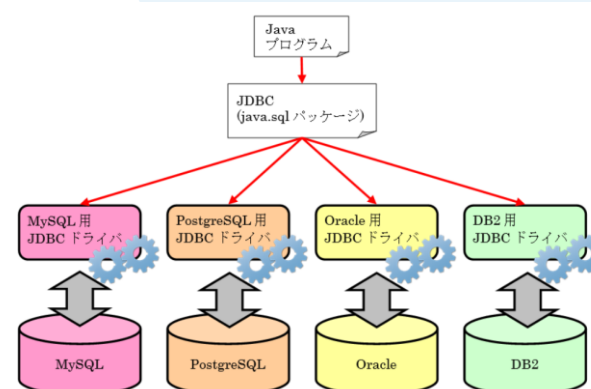 Java
プログラム
JDBC
(java.sql パッケージ)
MySQL 用
JDBC ドライバ
PostgreSQL 用
JDBC ドライバ
Oracle 用
JDBC ドライバ
DB2 用
JDBC ドライバ
MySQL
PostgreSQL
Oracle
DB2